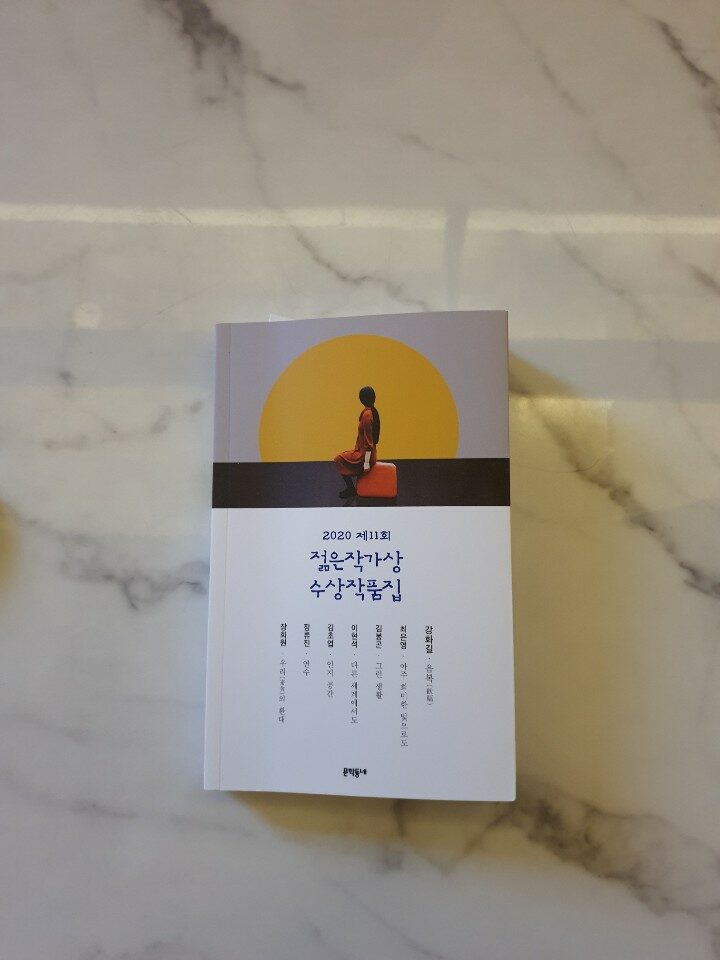 2020 제11회
젊은작가상
수상작품집
강화길 · 음복(飮福)
최은영 · 아주 희미한 빛으로도
김봉곤 · 그런 생활
이현석 · 다른 세계에서도
김초엽 · 인지 공간
장류진 · 연수
장희원 · 우리[畜舍]의 환대
문학동네